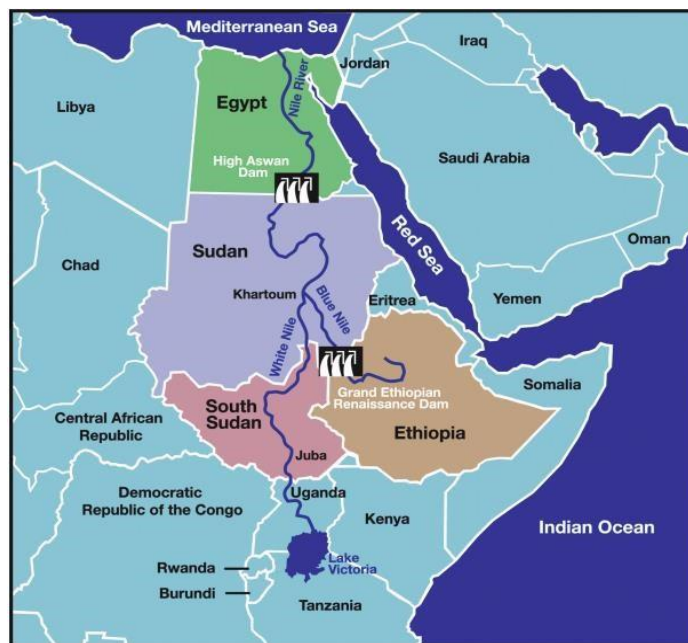 Mediterranean Sea
Iraq
Jordan
Nile River
Libya
Egypt
High Aswan
Dam
Saudi Arabia
Red Sea
Oman
Sudan
Chad
Khartoum
Blue Nile
Eritrea
Yemen
White Nile
Grand Ethiopian
Renaissance Dam
Somalia
South
Sudan
Central African
Republic
Ethiopia
Juba
Democratic
Republic of the Congo
Uganda
Kenya
Indian Ocean
Lake
Victoria
Rwanda
Burundi
Tanzania